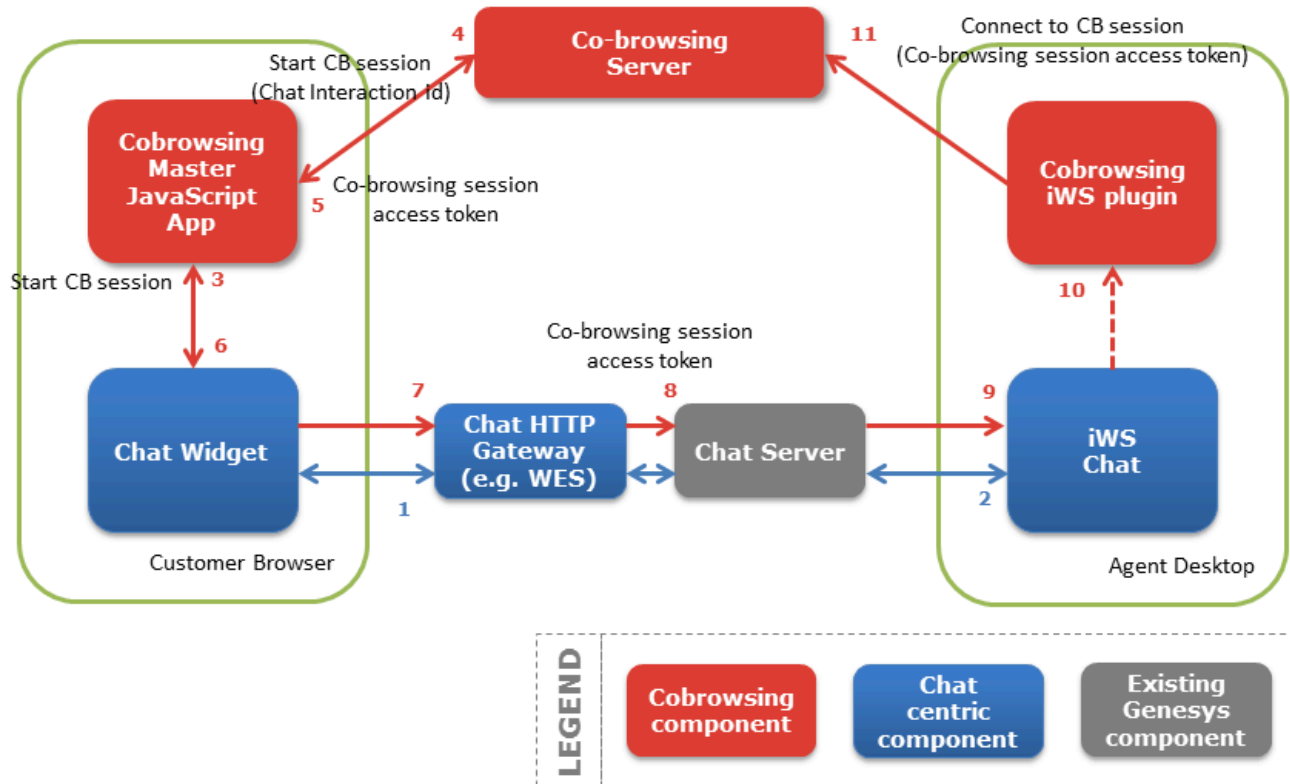 4
Co-browsing
Server
11
Connect to CB session
(Co-browsing session access token)
Start CB session
(Chat Interaction Id)
Cobrowsing
Master
JavaScript
App
Cobrowsing
iWS plugin
5
Co-browsing session
access token
Start CB session
3
10
6
Co-browsing session
access token
7
8
9
Chat Widget
Chat HTTP
Gateway
(e.g. WES)
Chat Server
iWS
Chat
1
2
Customer Browser
Agent Desktop
LEGEND
Cobrowsing
component
Chat
centric
component
Existing
Genesys
component